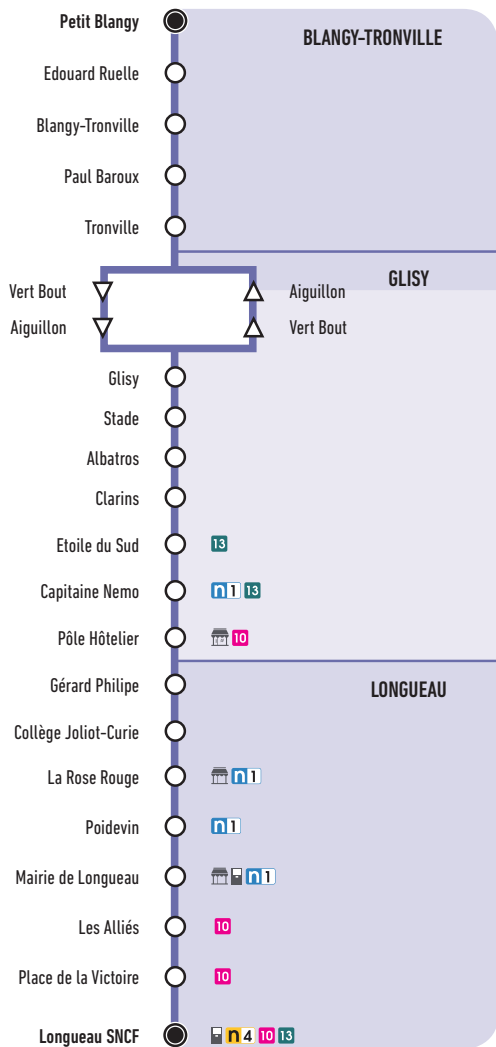 Petit Blangy
BLANGY-TRONVILLE
Edouard Ruelle
Blangy-Tronville
Paul Baroux
Tronville
GLISY
Vert Bout
Aiguillon
Aiguillon
Vert Bout
Glisy
Stade
Albatros
Clarins
Etoile du Sud 13
Capitaine Nemo n 1 13
Pôle Hôtelier 10
Gérard Philipe
LONGUEAU
Collège Joliot-Curie
La Rose Rouge n 1
Poidevin n 1
Mairie de Longueau n 1
Les Alliés 10
Place de la Victoire 10
Longueau SNCF n 4 10 13